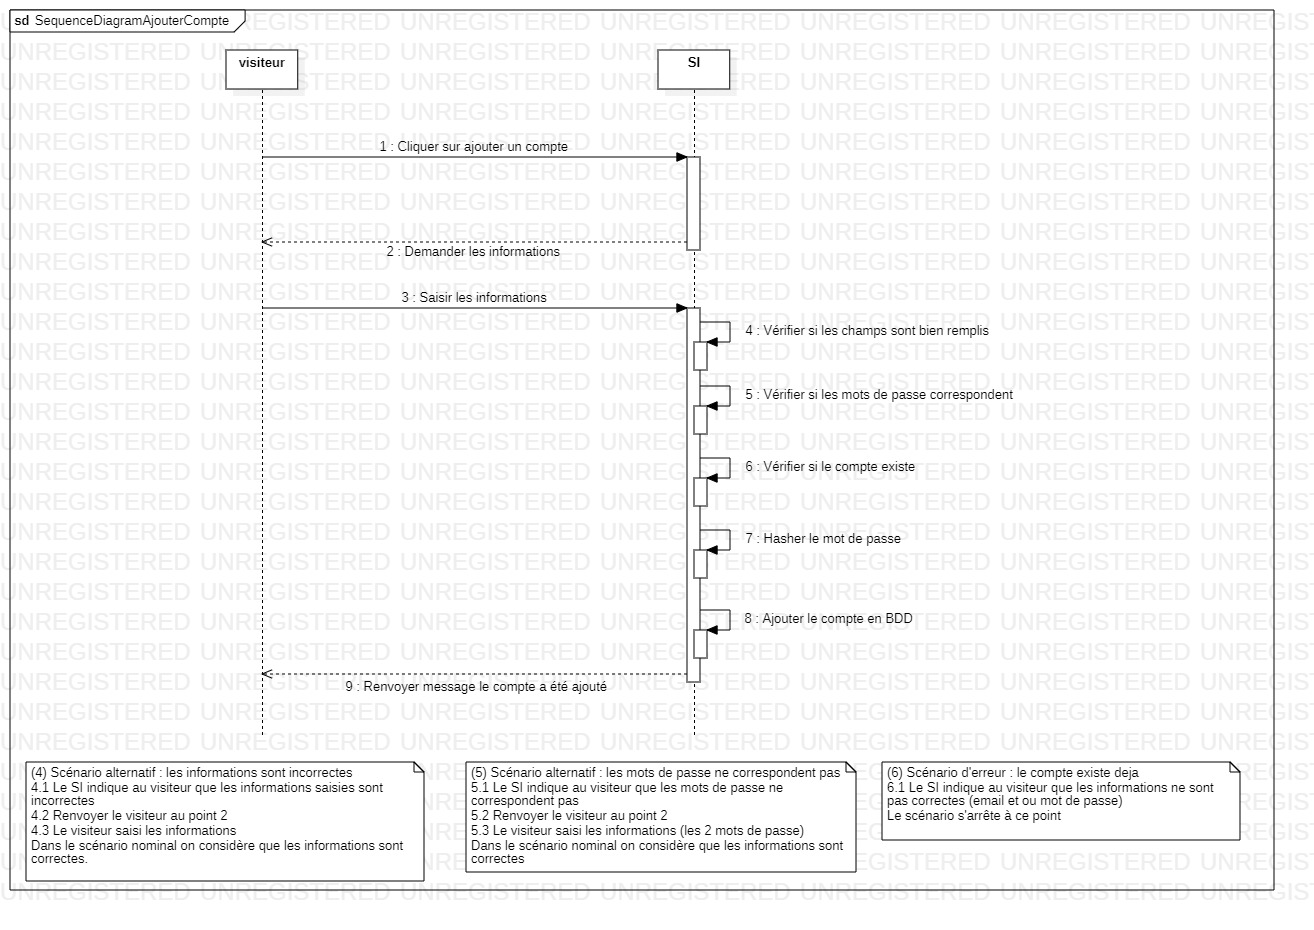 sd SequenceDiagramAjouterCompte
visiteur
SI
1 : Cliquer sur ajouter un compte
2 : Demander les informations
3 : Saisir les informations
4 : Vérifier si les champs sont bien remplis
5 : Vérifier si les mots de passe correspondent
6 : Vérifier si le compte existe
7 : Hasher le mot de passe
8 : Ajouter le compte en BDD
9 : Renvoyer message le compte a été ajouté
(4) Scénario alternatif : les informations sont incorrectes
4.1 Le SI indique au visiteur que les informations saisies sont
incorrectes
4.2 Renvoyer le visiteur au point 2
4.3 Le visiteur saisi les informations
Dans le scénario nominal on considère que les informations sont
correctes.
(5) Scénario alternatif : les mots de passe ne correspondent pas
5.1 Le SI indique au visiteur que les mots de passe ne
correspondent pas
5.2 Renvoyer le visiteur au point 2
5.3 Le visiteur saisi les informations (les 2 mots de passe)
Dans le scénario nominal on considère que les informations sont
correctes
(6) Scénario d'erreur : le compte existe deja
6.1 Le SI indique au visiteur que les informations ne sont
pas correctes (email et ou mot de passe)
Le scénario s'arrête à ce point
UNREGISTERED